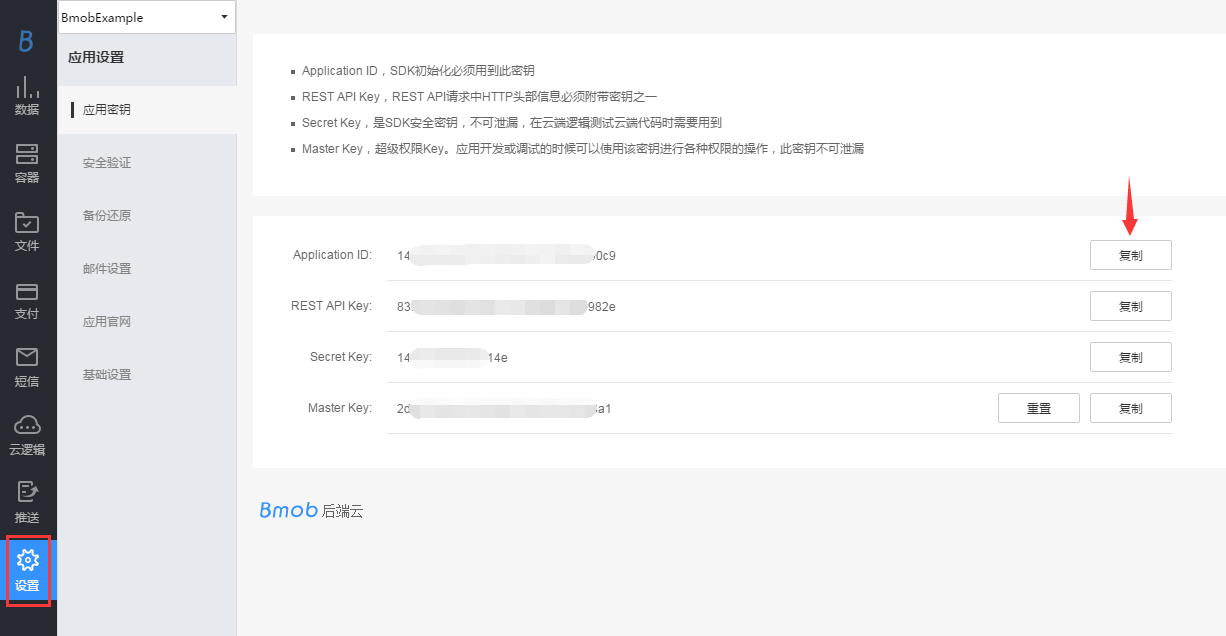 BmobExample
B
应用设置
数据
应用密钥
容器
安全验证
文件
备份还原
支付
邮件设置
短信
应用官网
云逻辑
基础设置
推送
设置
Application ID，SDK初始化必须用到此密钥
REST API Key，REST API请求中HTTP头部信息必须附带密钥之一
Secret Key，是SDK安全密钥，不可泄漏，在云端逻辑测试云端代码时需要用到
Master Key，超级权限Key。应用开发或调试的时候可以使用该密钥进行各种权限的操作，此密钥不可泄漏
Application ID: 14 0c9 复制
REST API Key: 83 982e 复制
Secret Key: 14 14e 复制
Master Key: 2d a1 重置 复制
Bmob 后端云